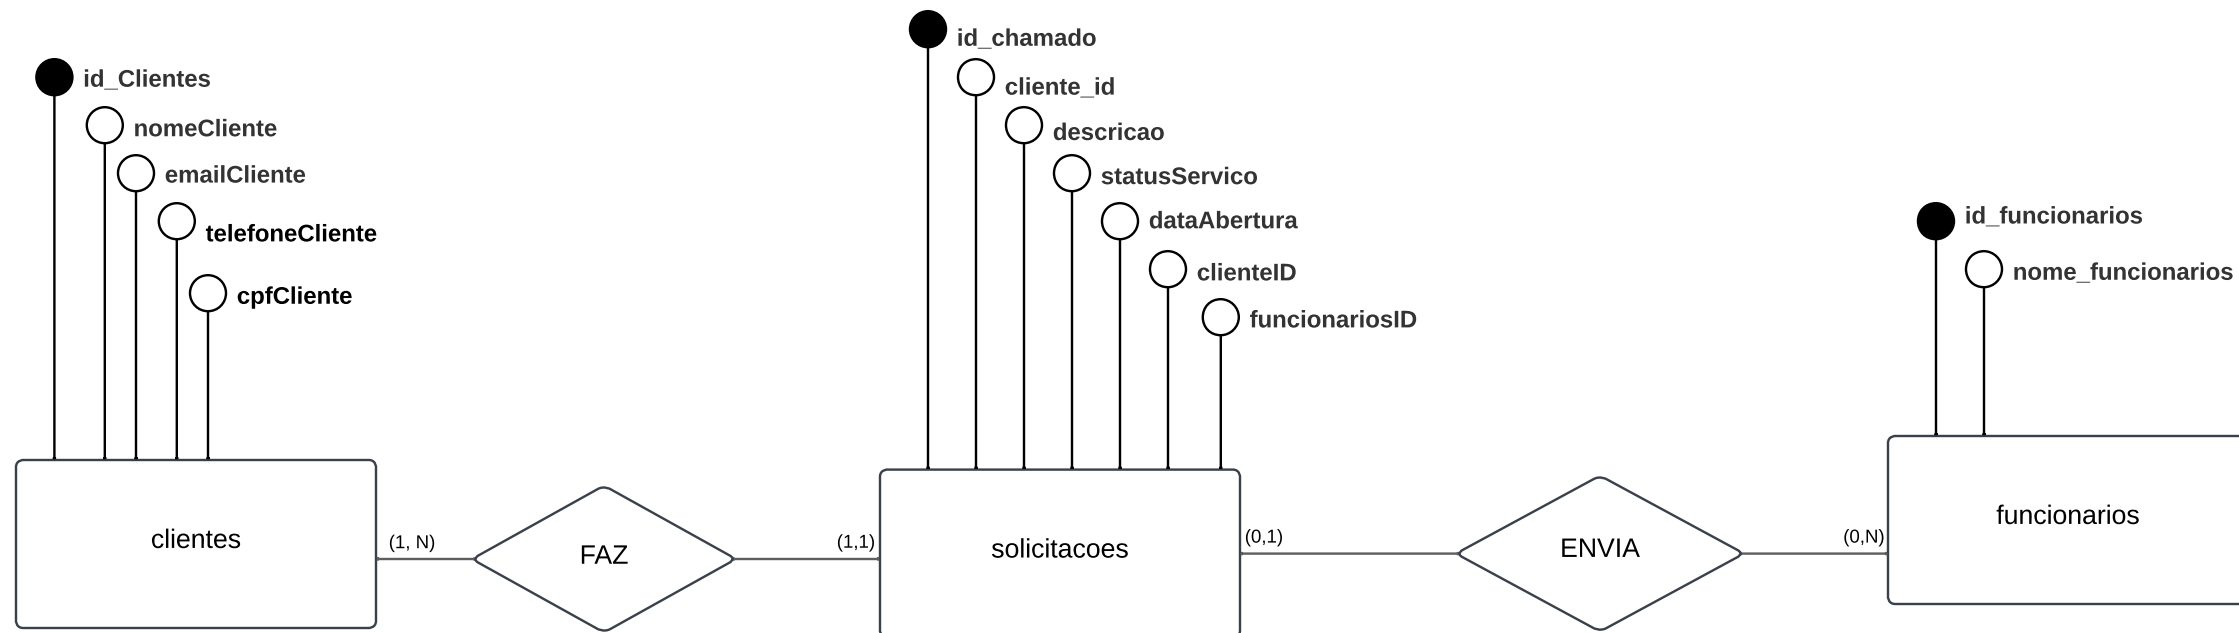 id_Clientes
nomeCliente
emailCliente
telefoneCliente
cpfCliente
clientes
(1, N)
FAZ
(1,1)
id_chamado
cliente_id
descricao
statusServico
dataAbertura
clienteID
funcionariosID
solicitacoes
(0,1)
ENVIA
(0,N)
id_funcionarios
nome_funcionarios
funcionarios